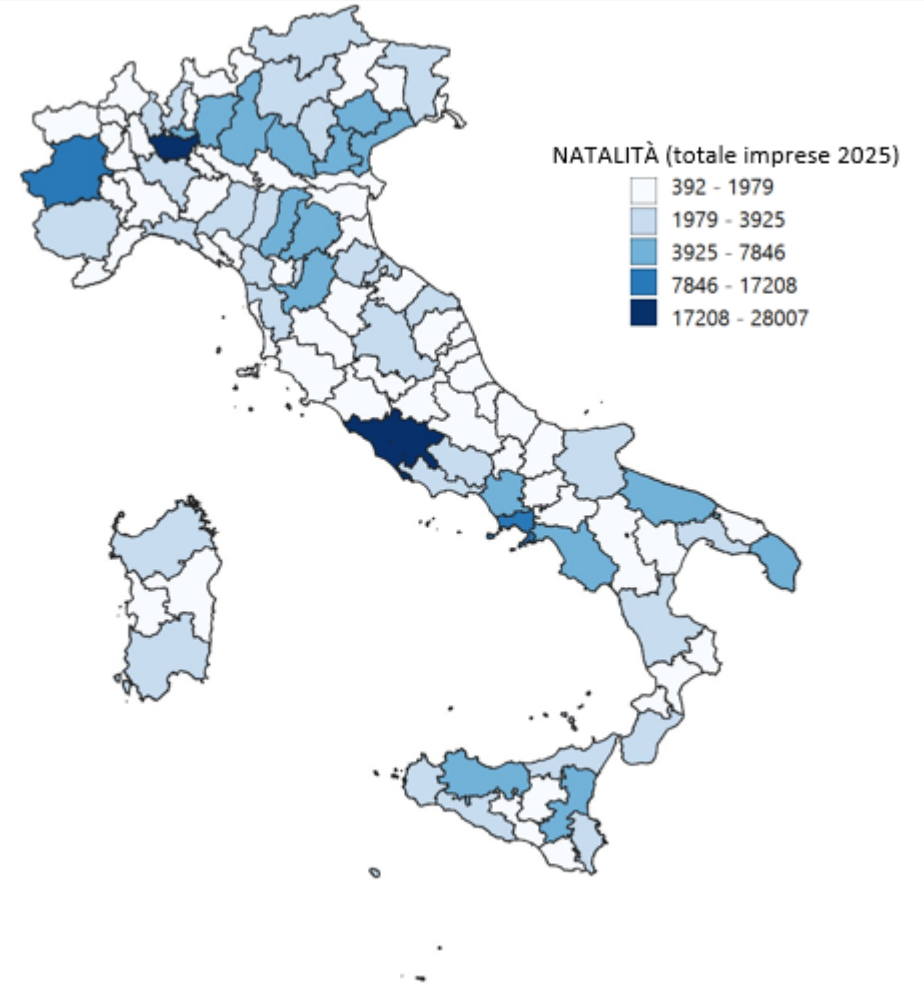 NATALITÀ (totale imprese 2025)
392 - 1979
1979 - 3925
3925 - 7846
7846 - 17208
17208 - 28007